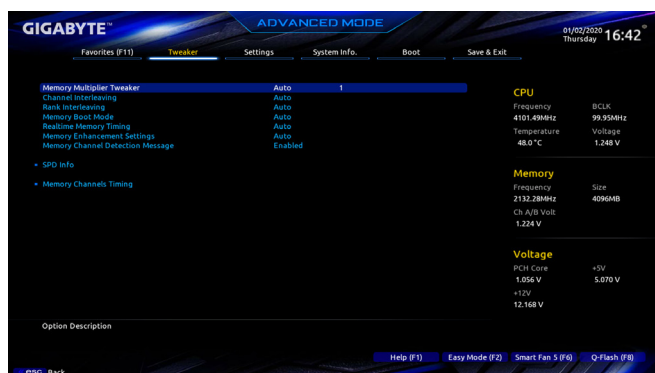 GIGABYTE™
ADVANCED MODE
01/02/2020 Thursday 16:42
Favorites (F11) Tweaker Settings System Info. Boot Save & Exit
Memory Multiplier Tweaker Auto 1
Channel Interleaving Auto
Rank Interleaving Auto
Memory Boot Mode Auto
Realtime Memory Timing Auto
Memory Enhancement Settings Auto
Memory Channel Detection Message Enabled
SPD Info
Memory Channels Timing
CPU
Frequency BCLK
4101.49MHz 99.95MHz
Temperature Voltage
48.0 °C 1.248 V
Memory
Frequency Size
2132.28MHz 4096MB
Ch A/B Volt
1.224 V
Voltage
PCH Core +5V
1.056 V 5.070 V
+12V
12.168 V
Option Description
Help (F1) Easy Mode (F2) Smart Fan 5 (F6) Q-Flash (F8)
ESC Back